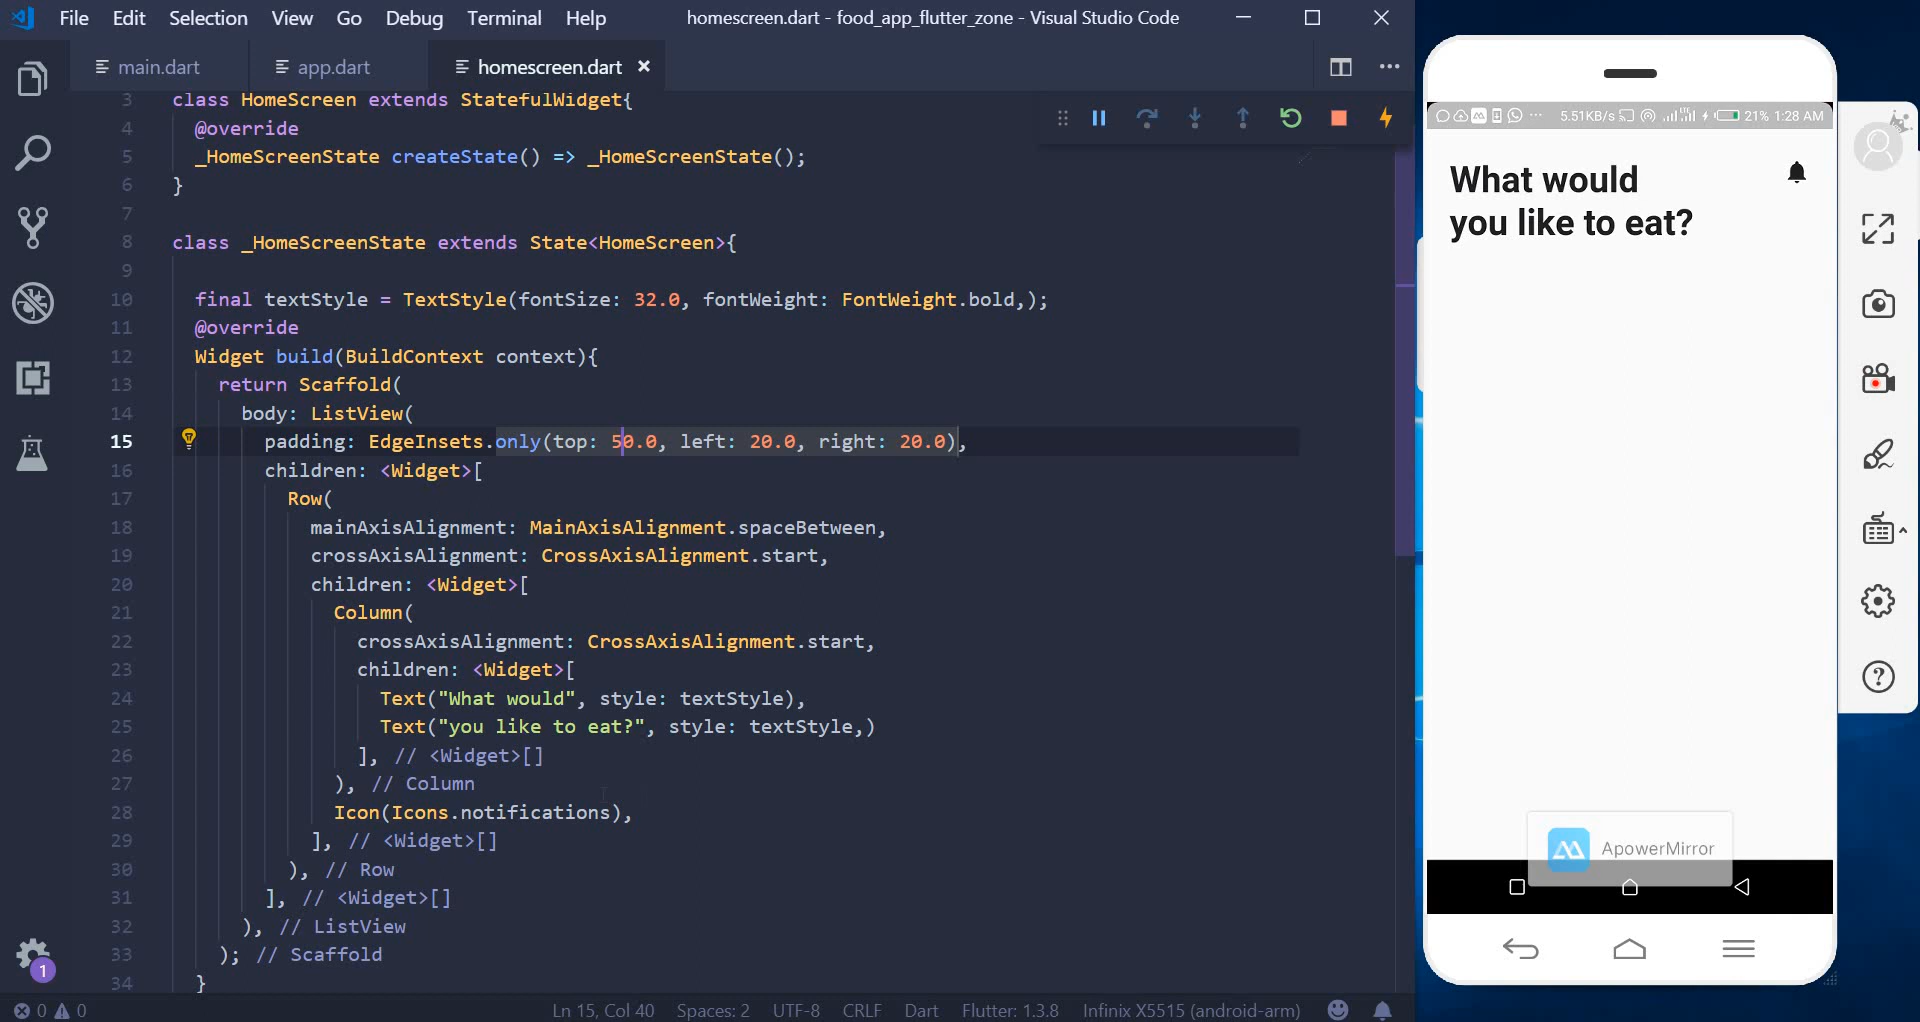 File Edit Selection View Go Debug Terminal Help
homescreen.dart - food_app_flutter_zone - Visual Studio Code
main.dart
app.dart
homescreen.dart
3 class HomeScreen extends StatefulWidget{
4 @override
5 _HomeScreenState createState() => _HomeScreenState();
6 }
7
8 class _HomeScreenState extends State<HomeScreen>{
9
10 final textStyle = TextStyle(fontSize: 32.0, fontWeight: FontWeight.bold,);
11 @override
12 Widget build(BuildContext context){
13 return Scaffold(
14 body: ListView(
15 padding: EdgeInsets.only(top: 50.0, left: 20.0, right: 20.0),
16 children: <Widget>[
17 Row(
18 mainAxisAlignment: MainAxisAlignment.spaceBetween,
19 crossAxisAlignment: CrossAxisAlignment.start,
20 children: <Widget>[
21 Column(
22 crossAxisAlignment: CrossAxisAlignment.start,
23 children: <Widget>[
24 Text("What would", style: textStyle),
25 Text("you like to eat?", style: textStyle,)
26 ], // <Widget>[]
27 ), // Column
28 Icon(Icons.notifications),
29 ], // <Widget>[]
30 ), // Row
31 ], // <Widget>[]
32 ), // ListView
33 ); // Scaffold
34 }
1
0 0
Ln 15, Col 40 Spaces: 2 UTF-8 CRLF Dart Flutter: 1.3.8 Infinix X5515 (android-arm)
5.51KB/s 21% 1:28 AM
What would
you like to eat?
ApowerMirror